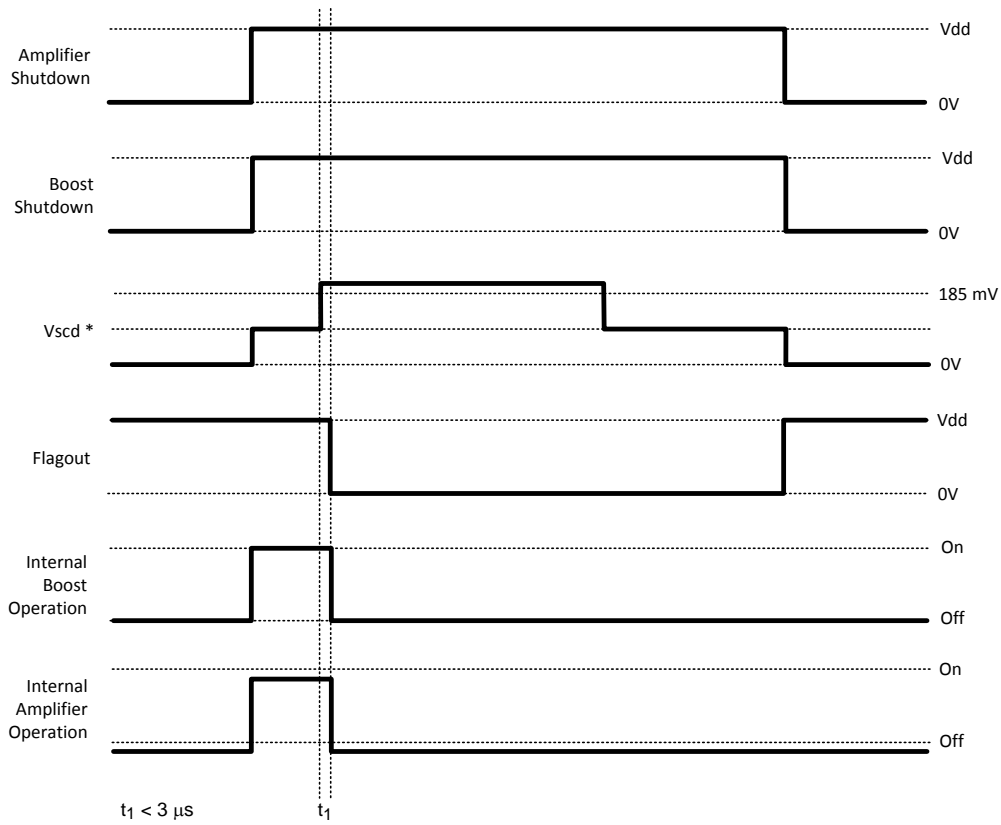 Amplifier
Shutdown
Vdd
0V
Boost
Shutdown
Vdd
0V
Vscd *
185 mV
0V
Flagout
Vdd
0V
Internal
Boost
Operation
On
Off
Internal
Amplifier
Operation
On
Off
t₁ < 3 μs
t₁